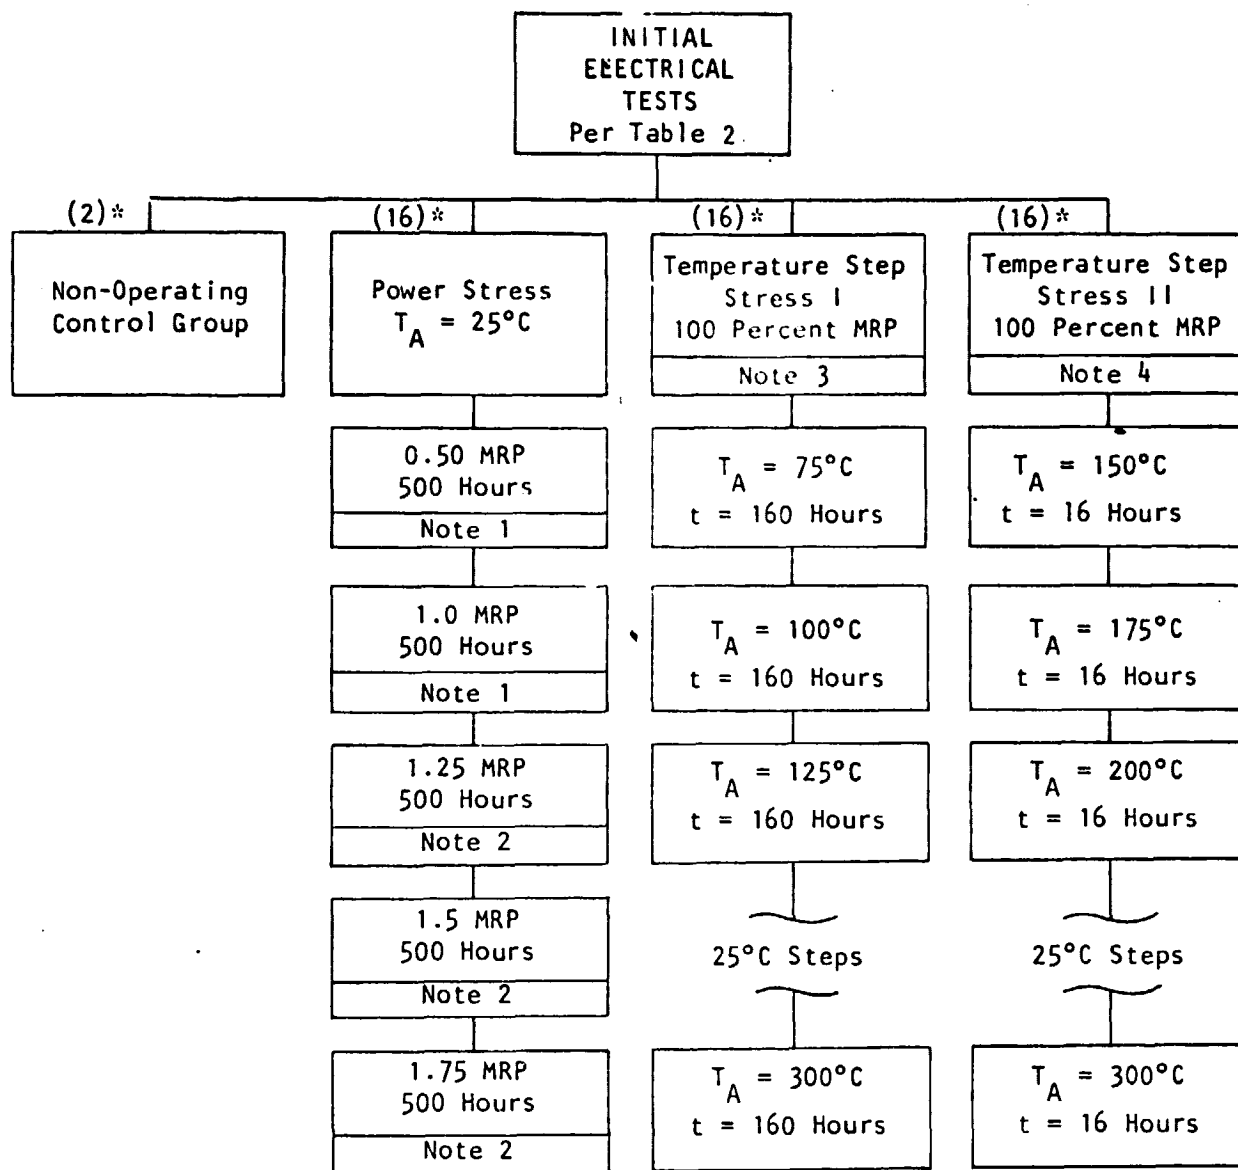 INITIAL
ELECTRICAL
TESTS
Per Table 2
(2)*
(16)*
(16)*
(16)*
Non-Operating
Control Group
Power Stress
T_A = 25°C
Temperature Step
Stress I
100 Percent MRP
Note 3
Temperature Step
Stress II
100 Percent MRP
Note 4
0.50 MRP
500 Hours
Note 1
1.0 MRP
500 Hours
Note 1
1.25 MRP
500 Hours
Note 2
1.5 MRP
500 Hours
Note 2
1.75 MRP
500 Hours
Note 2
T_A = 75°C
t = 160 Hours
T_A = 100°C
t = 160 Hours
T_A = 125°C
t = 160 Hours
25°C Steps
T_A = 300°C
t = 160 Hours
T_A = 150°C
t = 16 Hours
T_A = 175°C
t = 16 Hours
T_A = 200°C
t = 16 Hours
25°C Steps
T_A = 300°C
t = 16 Hours